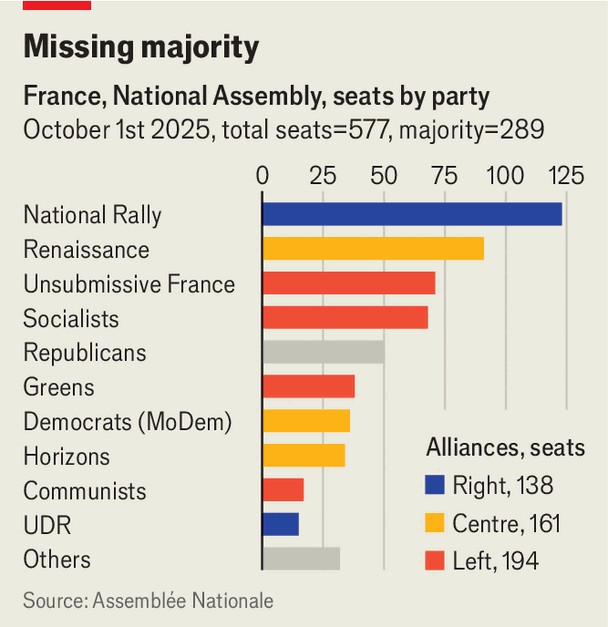 Missing majority
France, National Assembly, seats by party
October 1st 2025, total seats=577, majority=289
0 25 50 75 100 125
National Rally
Renaissance
Unsubmissive France
Socialists
Republicans
Greens
Democrats (MoDem)
Horizons
Communists
UDR
Others
Alliances, seats
Right, 138
Centre, 161
Left, 194
Source: Assemblée Nationale